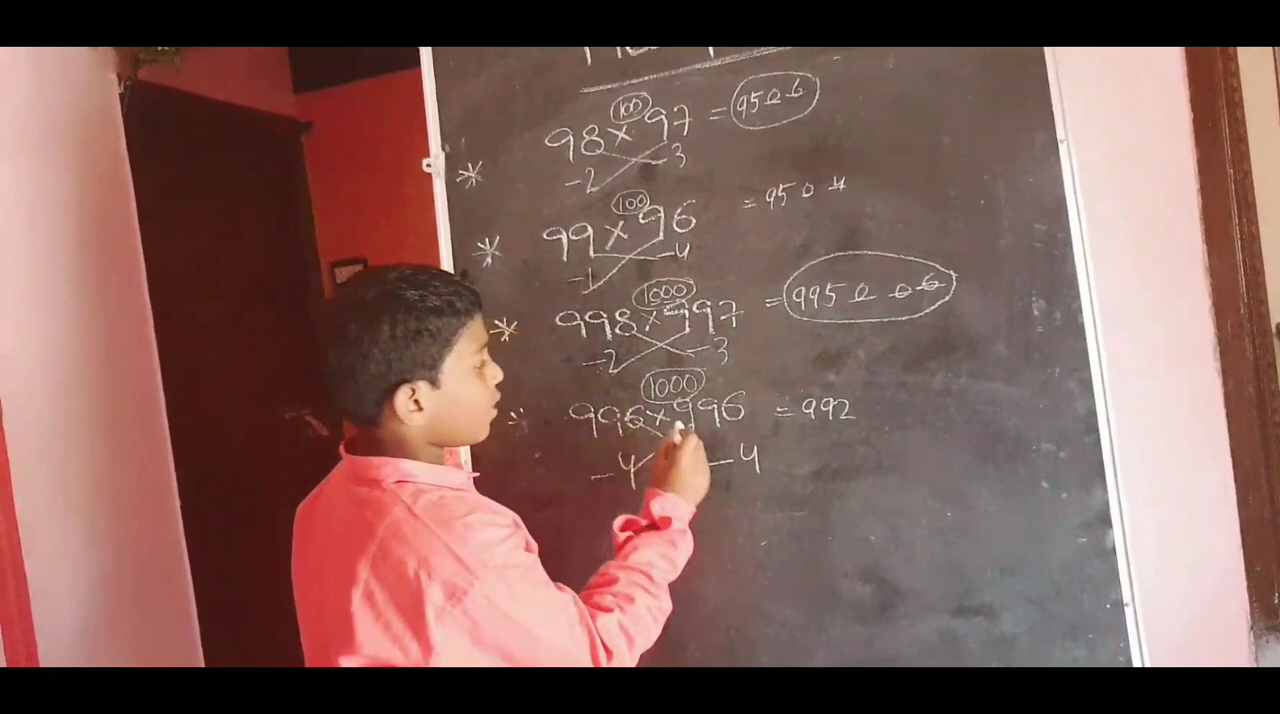 98 × 97 = 9506
100
-2 -3
99 × 96 = 9504
100
-1 -4
998 × 997 = 995006
1000
-2 -3
996 × 996 = 992
1000
-4 -4